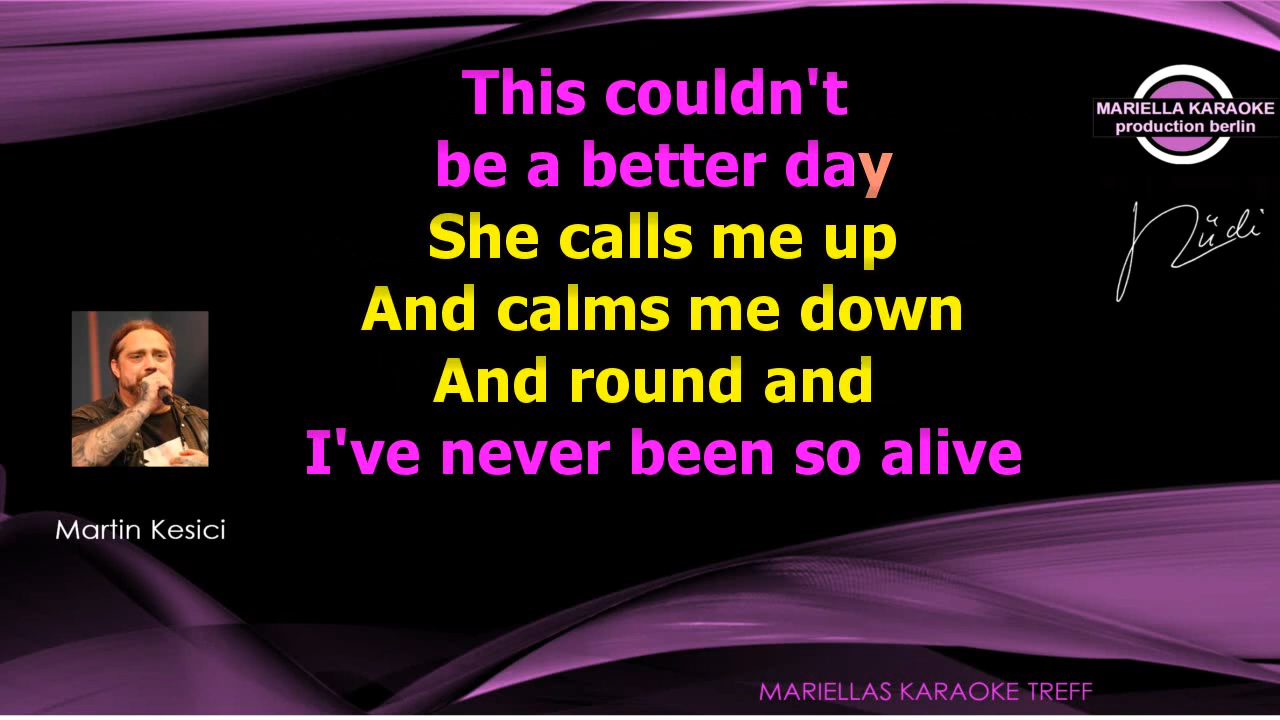 This couldn't
be a better day
She calls me up
And calms me down
And round and
I've never been so alive
MARIELLA KARAOKE
production berlin
Rüdi
Martin Kesici
MARIELLAS KARAOKE TREFF